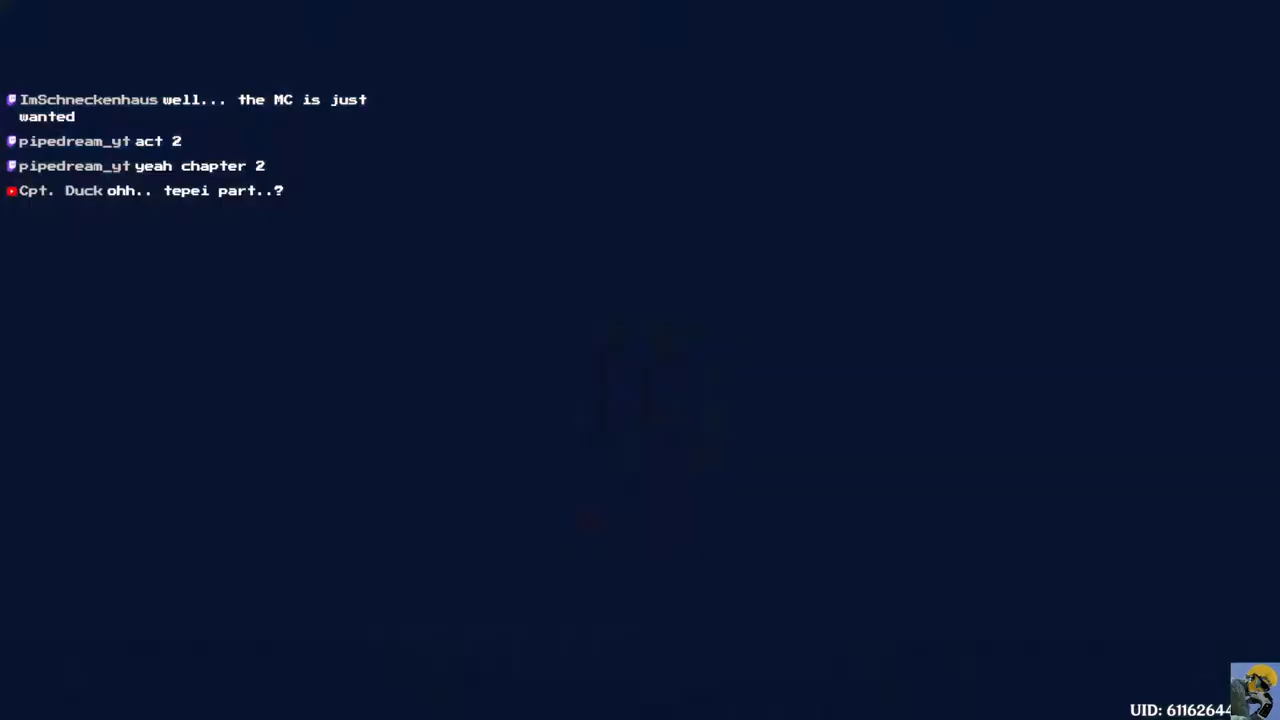 ImSchneckenhaus well... the MC is just
wanted
pipedream_yt act 2
pipedream_yt yeah chapter 2
Cpt. Duck ohh.. tepei part..?
UID: 61162644